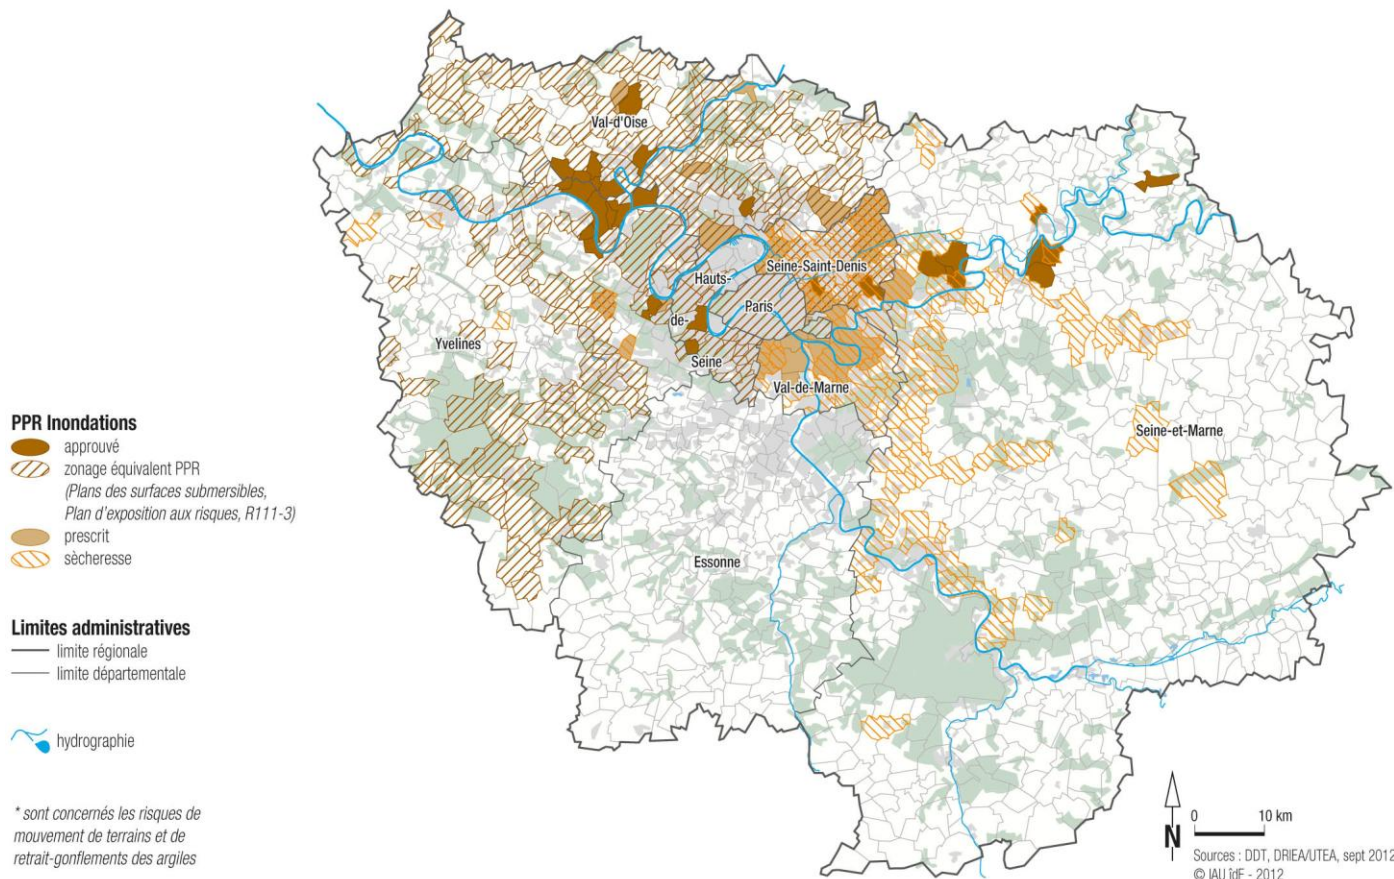 Val-d'Oise
Seine-Saint-Denis
Hauts-
Paris
de-
Seine
Yvelines
Val-de-Marne
Seine-et-Marne
Essonne
PPR Inondations
approuvé
zonage équivalent PPR
(Plans des surfaces submersibles,
Plan d'exposition aux risques, R111-3)
prescrit
sècheresse
Limites administratives
limite régionale
limite départementale
hydrographie
* sont concernés les risques de
mouvement de terrains et de
retrait-gonflements des argiles
N
0 10 km
Sources : DDT, DRIEA/UTEA, sept 2012
© IAU îdF - 2012